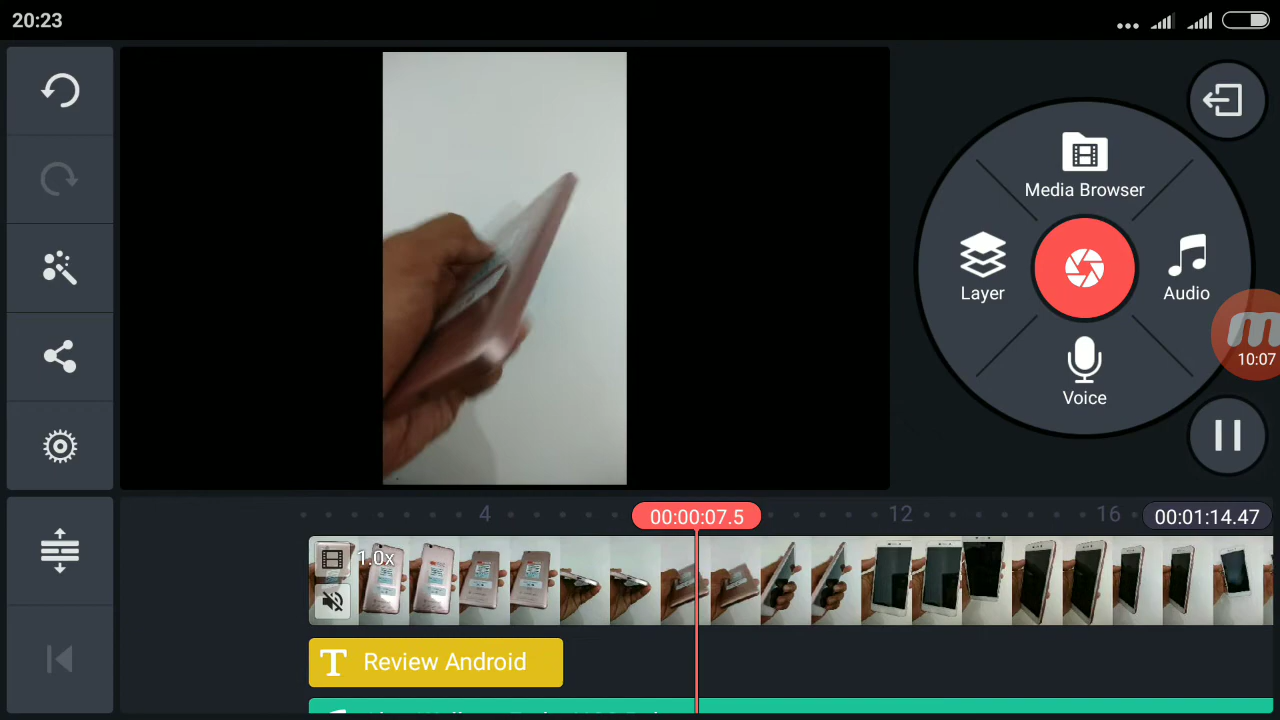 20:23
Media Browser
Layer
Audio
10:07
Voice
4
00:00:07.5
12
16
00:01:14.47
1.0x
T Review Android